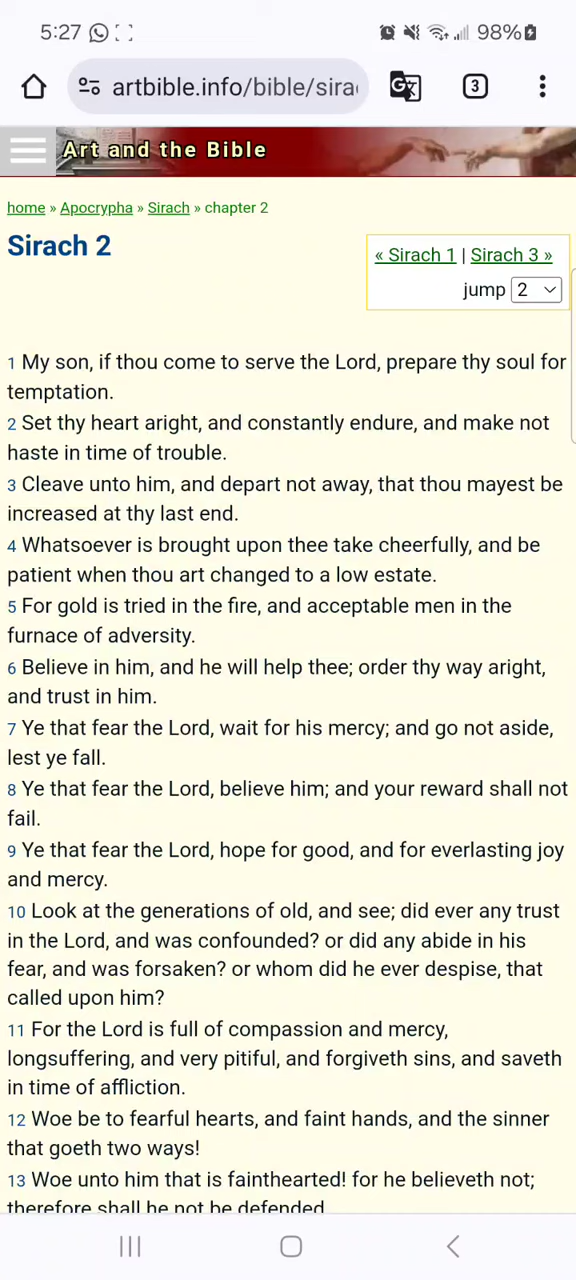 5:27 98%
artbible.info/bible/sira 3
Art and the Bible
home » Apocrypha » Sirach » chapter 2
Sirach 2
« Sirach 1 | Sirach 3 »
jump 2
1 My son, if thou come to serve the Lord, prepare thy soul for
temptation.
2 Set thy heart aright, and constantly endure, and make not
haste in time of trouble.
3 Cleave unto him, and depart not away, that thou mayest be
increased at thy last end.
4 Whatsoever is brought upon thee take cheerfully, and be
patient when thou art changed to a low estate.
5 For gold is tried in the fire, and acceptable men in the
furnace of adversity.
6 Believe in him, and he will help thee; order thy way aright,
and trust in him.
7 Ye that fear the Lord, wait for his mercy; and go not aside,
lest ye fall.
8 Ye that fear the Lord, believe him; and your reward shall not
fail.
9 Ye that fear the Lord, hope for good, and for everlasting joy
and mercy.
10 Look at the generations of old, and see; did ever any trust
in the Lord, and was confounded? or did any abide in his
fear, and was forsaken? or whom did he ever despise, that
called upon him?
11 For the Lord is full of compassion and mercy,
longsuffering, and very pitiful, and forgiveth sins, and saveth
in time of affliction.
12 Woe be to fearful hearts, and faint hands, and the sinner
that goeth two ways!
13 Woe unto him that is fainthearted! for he believeth not;
therefore shall he not be defended